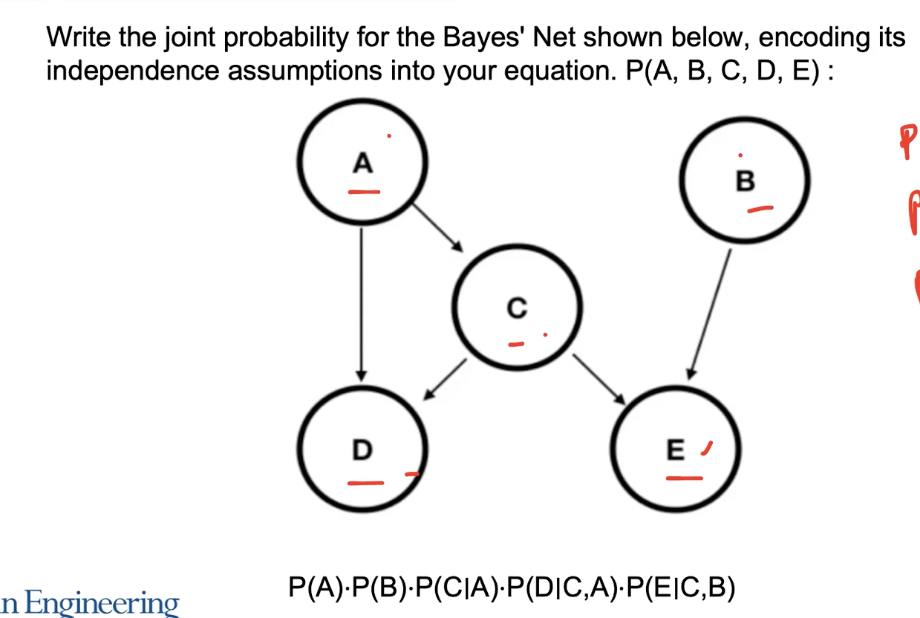 Write the joint probability for the Bayes' Net shown below, encoding its
independence assumptions into your equation. P(A, B, C, D, E) :
A
B
C
D
E
P(A)·P(B)·P(C|A)·P(D|C,A)·P(E|C,B)
n Engineering